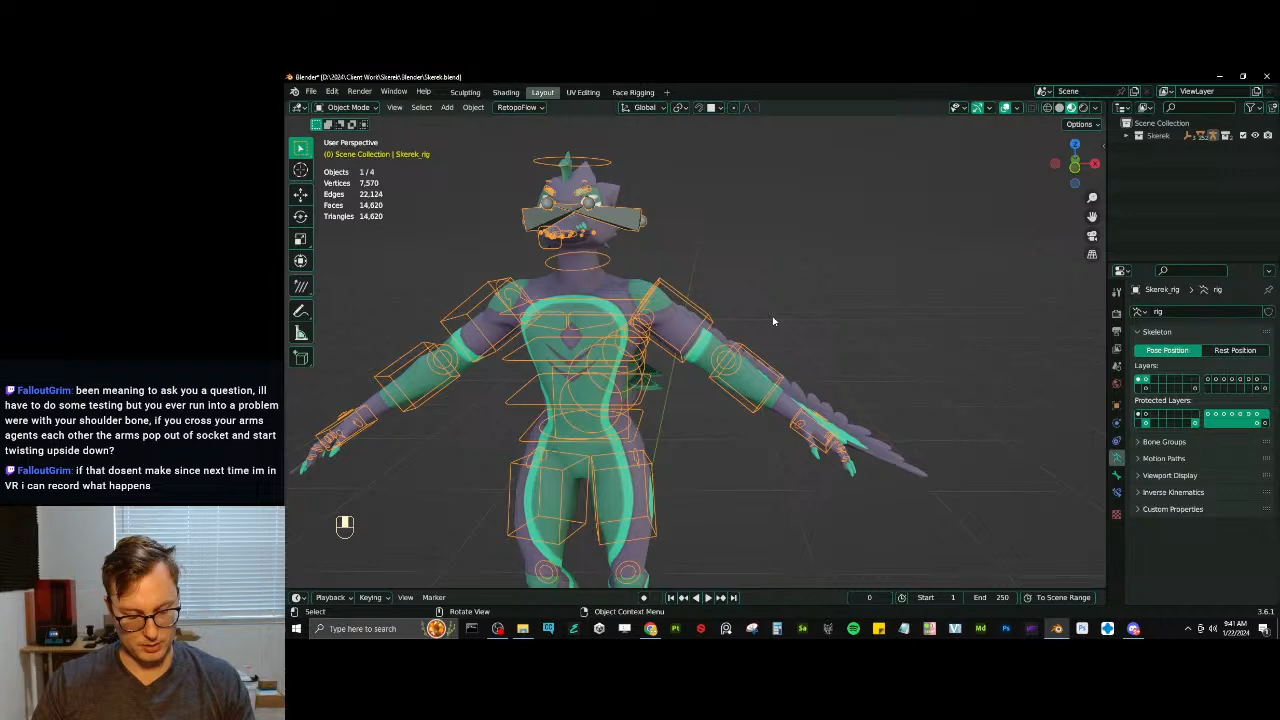 Blender* [D:\2024\Client Work\Skerek\Blender\Skerek.blend]
File Edit Render Window Help
Sculpting Shading Layout UV Editing Face Rigging +
Scene
ViewLayer
Object Mode View Select Add Object RetopoFlow
Global
Options
User Perspective
(0) Scene Collection | Skerek_rig
Objects 1 / 4
Vertices 7,570
Edges 22,124
Faces 14,620
Triangles 14,620
Scene Collection
Skerek
Skerek_rig > rig
rig
Skeleton
Pose Position Rest Position
Layers:
Protected Layers:
Bone Groups
Motion Paths
Viewport Display
Inverse Kinematics
Custom Properties
FalloutGrim: been meaning to ask you a question, ill
have to do some testing but you ever run into a problem
were with your shoulder bone, if you cross your arms
agents each other the arms pop out of socket and start
twisting upside down?
FalloutGrim: if that dosent make since next time im in
VR i can record what happens
Playback Keying View Marker
0 Start 1 End 250 To Scene Range
Select Rotate View Object Context Menu
3.6.1
Type here to search
9:41 AM
1/22/2024